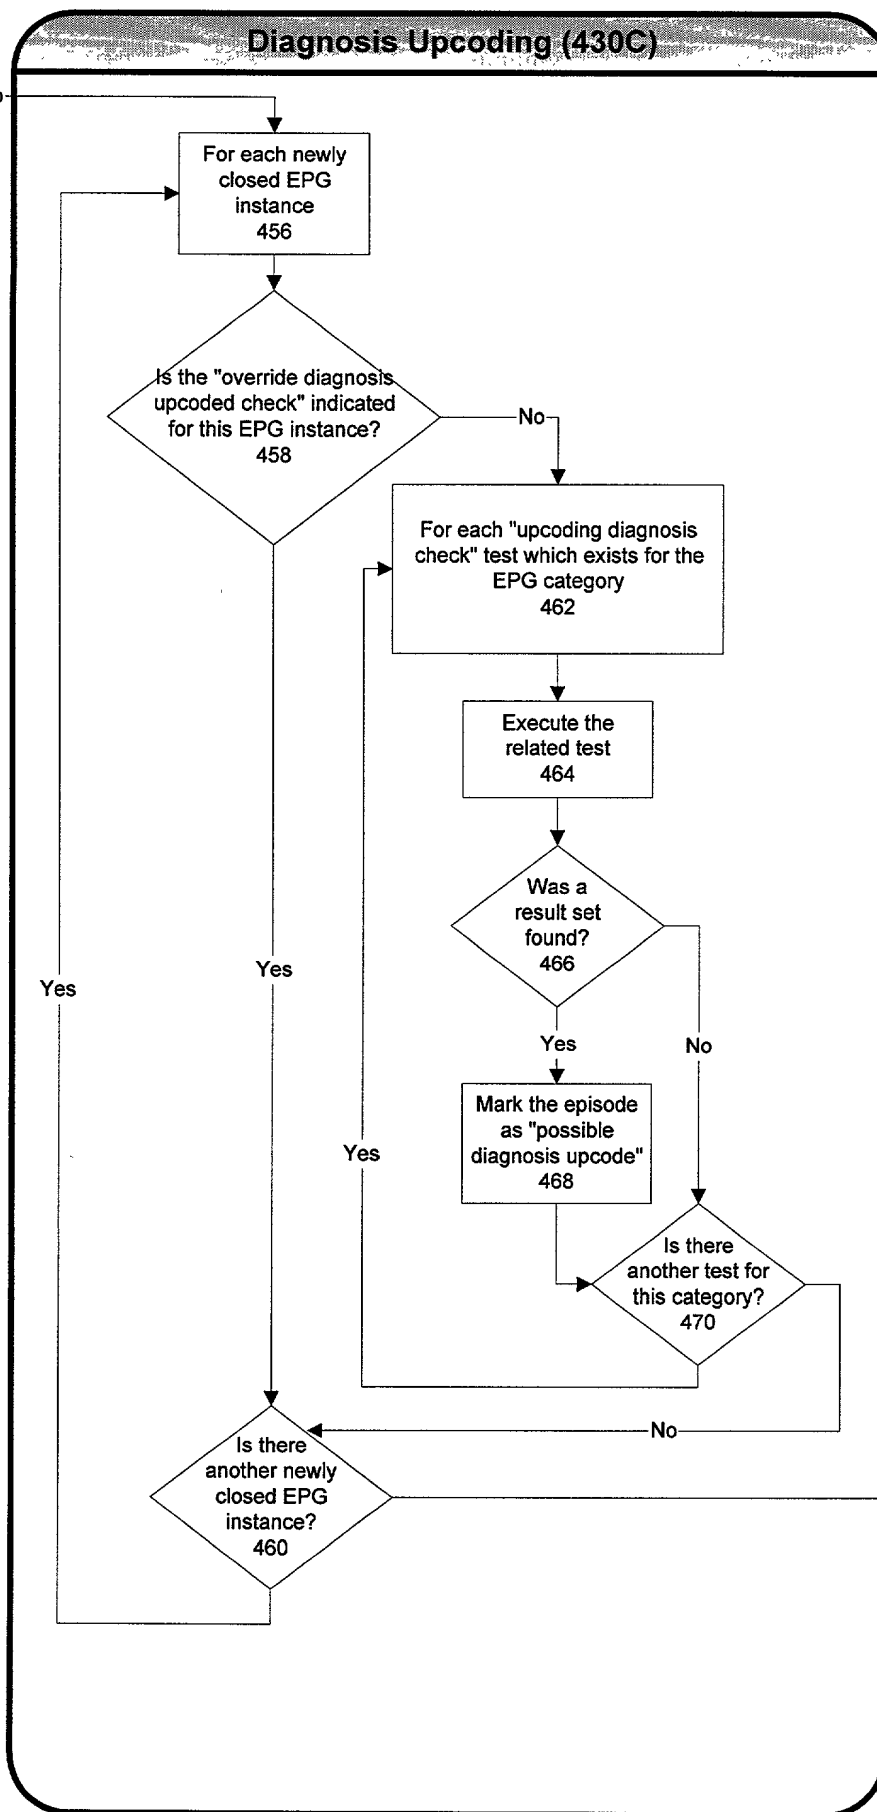 Diagnosis Upcoding (430C)
For each newly
closed EPG
instance
456
Is the "override diagnosis
upcoded check" indicated
for this EPG instance?
458
No
For each "upcoding diagnosis
check" test which exists for the
EPG category
462
Execute the
related test
464
Was a
result set
found?
466
Yes
Yes
Yes
No
Mark the episode
as "possible
diagnosis upcode"
468
Yes
Is there
another test for
this category?
470
No
Is there
another newly
closed EPG
instance?
460